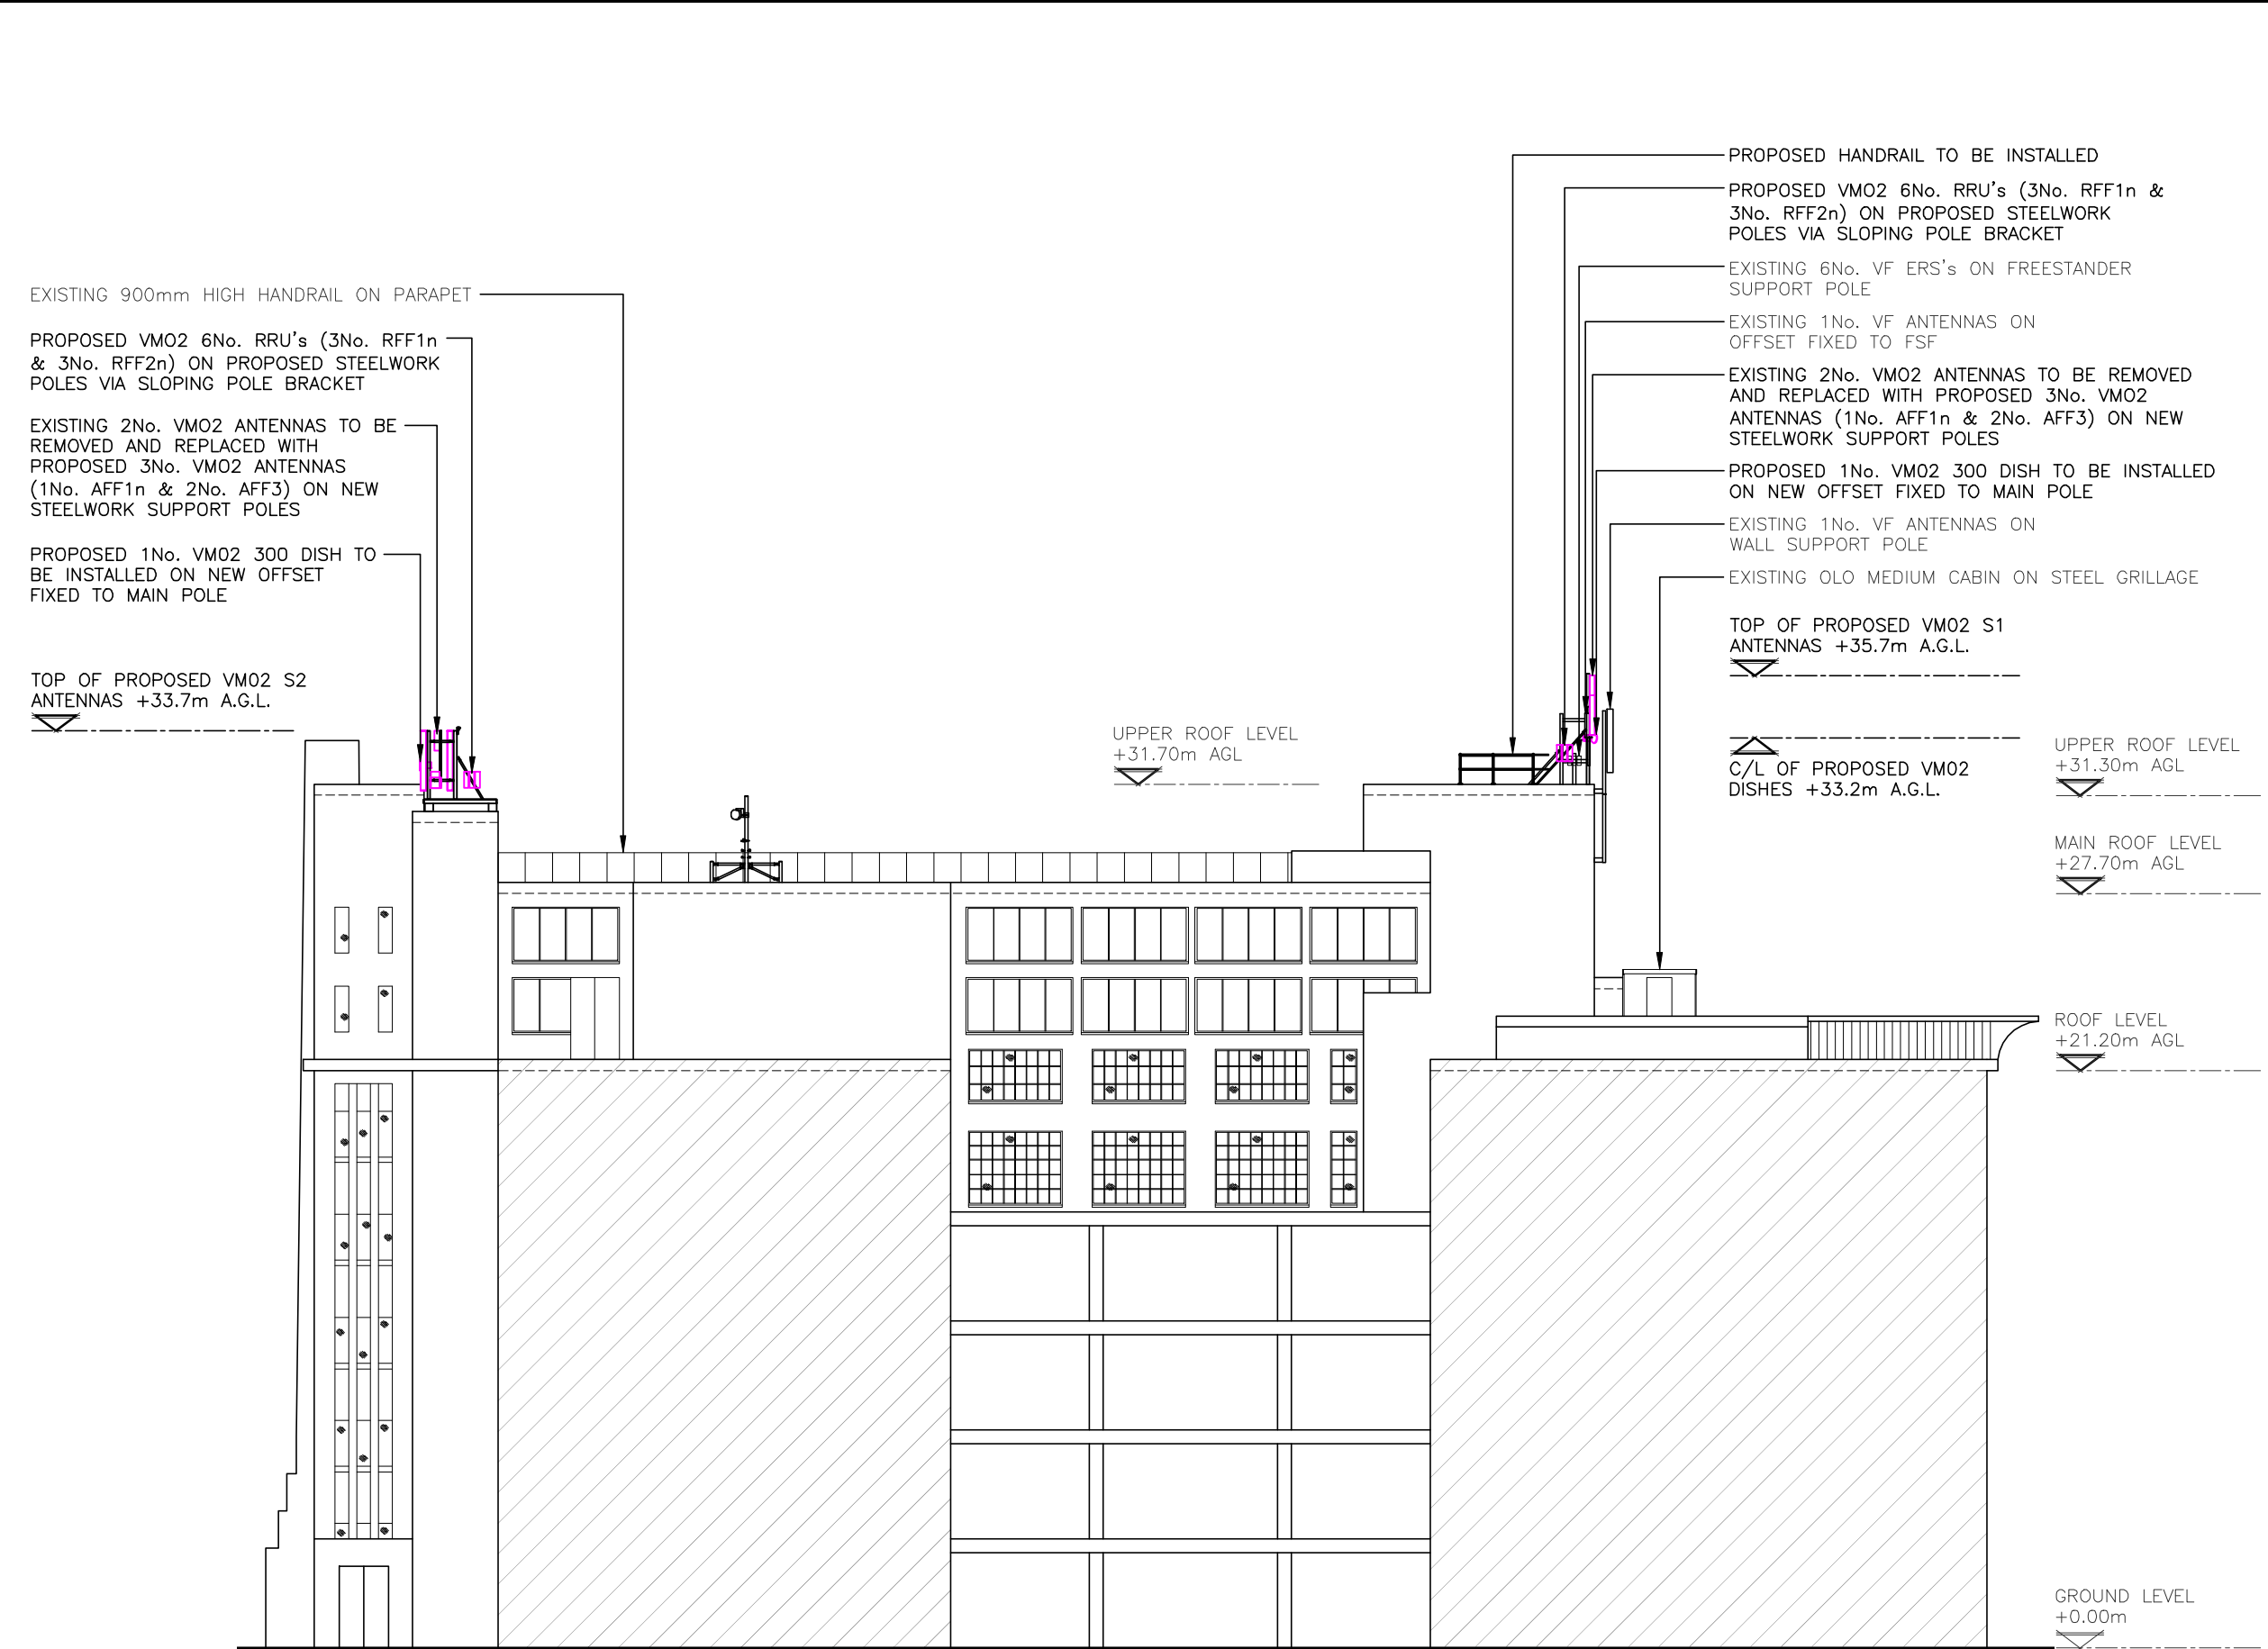 EXISTING 900mm HIGH HANDRAIL ON PARAPET
PROPOSED VMO2 6No. RRU's (3No. RFF1n
& 3No. RFF2n) ON PROPOSED STEELWORK
POLES VIA SLOPING POLE BRACKET
EXISTING 2No. VMO2 ANTENNAS TO BE
REMOVED AND REPLACED WITH
PROPOSED 3No. VMO2 ANTENNAS
(1No. AFF1n & 2No. AFF3) ON NEW
STEELWORK SUPPORT POLES
PROPOSED 1No. VMO2 300 DISH TO
BE INSTALLED ON NEW OFFSET
FIXED TO MAIN POLE
TOP OF PROPOSED VMO2 S2
ANTENNAS +33.7m A.G.L.
UPPER ROOF LEVEL
+31.70m AGL
PROPOSED HANDRAIL TO BE INSTALLED
PROPOSED VMO2 6No. RRU's (3No. RFF1n &
3No. RFF2n) ON PROPOSED STEELWORK
POLES VIA SLOPING POLE BRACKET
EXISTING 6No. VF ERS's ON FREESTANDER
SUPPORT POLE
EXISTING 1No. VF ANTENNAS ON
OFFSET FIXED TO FSF
EXISTING 2No. VMO2 ANTENNAS TO BE REMOVED
AND REPLACED WITH PROPOSED 3No. VMO2
ANTENNAS (1No. AFF1n & 2No. AFF3) ON NEW
STEELWORK SUPPORT POLES
PROPOSED 1No. VMO2 300 DISH TO BE INSTALLED
ON NEW OFFSET FIXED TO MAIN POLE
EXISTING 1No. VF ANTENNAS ON
WALL SUPPORT POLE
EXISTING OLO MEDIUM CABIN ON STEEL GRILLAGE
TOP OF PROPOSED VMO2 S1
ANTENNAS +35.7m A.G.L.
C/L OF PROPOSED VMO2
DISHES +33.2m A.G.L.
UPPER ROOF LEVEL
+31.30m AGL
MAIN ROOF LEVEL
+27.70m AGL
ROOF LEVEL
+21.20m AGL
GROUND LEVEL
+0.00m